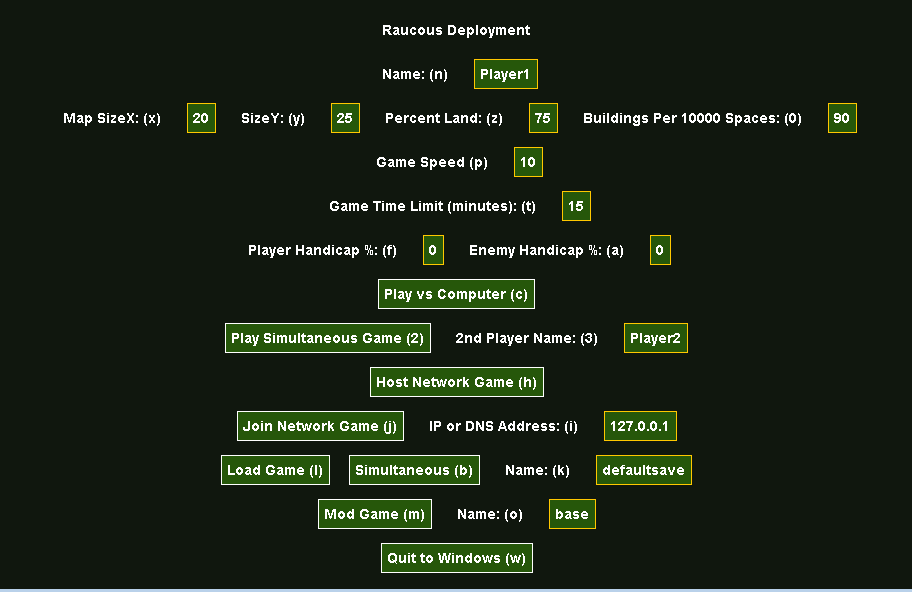 Raucous Deployment
Name: (n) Player1
Map SizeX: (x) 20 SizeY: (y) 25 Percent Land: (z) 75 Buildings Per 10000 Spaces: (0) 90
Game Speed (p) 10
Game Time Limit (minutes): (t) 15
Player Handicap %: (f) 0 Enemy Handicap %: (a) 0
Play vs Computer (c)
Play Simultaneous Game (2) 2nd Player Name: (3) Player2
Host Network Game (h)
Join Network Game (j) IP or DNS Address: (i) 127.0.0.1
Load Game (l) Simultaneous (b) Name: (k) defaultsave
Mod Game (m) Name: (o) base
Quit to Windows (w)